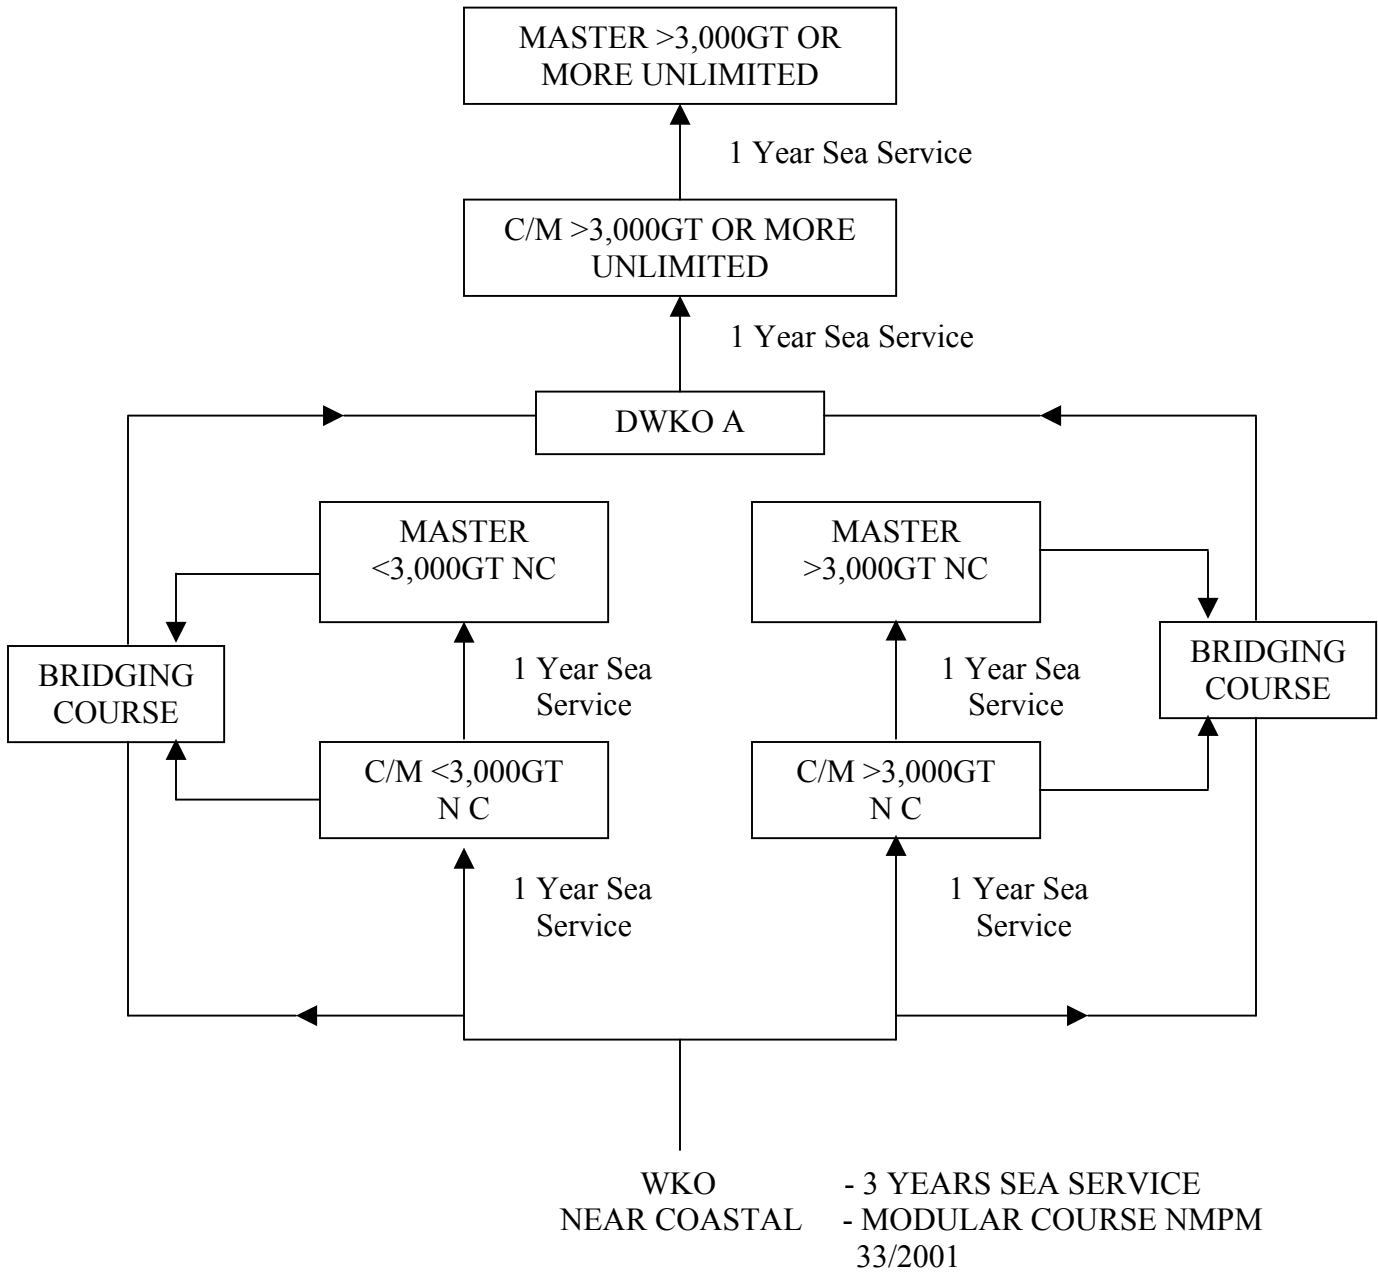 MASTER >3,000GT OR
MORE UNLIMITED
1 Year Sea Service
C/M >3,000GT OR MORE
UNLIMITED
1 Year Sea Service
DWKO A
MASTER
<3,000GT NC
MASTER
>3,000GT NC
BRIDGING
COURSE
1 Year Sea
Service
1 Year Sea
Service
BRIDGING
COURSE
C/M <3,000GT
N C
C/M >3,000GT
N C
1 Year Sea
Service
1 Year Sea
Service
WKO - 3 YEARS SEA SERVICE
NEAR COASTAL - MODULAR COURSE NMPM
33/2001